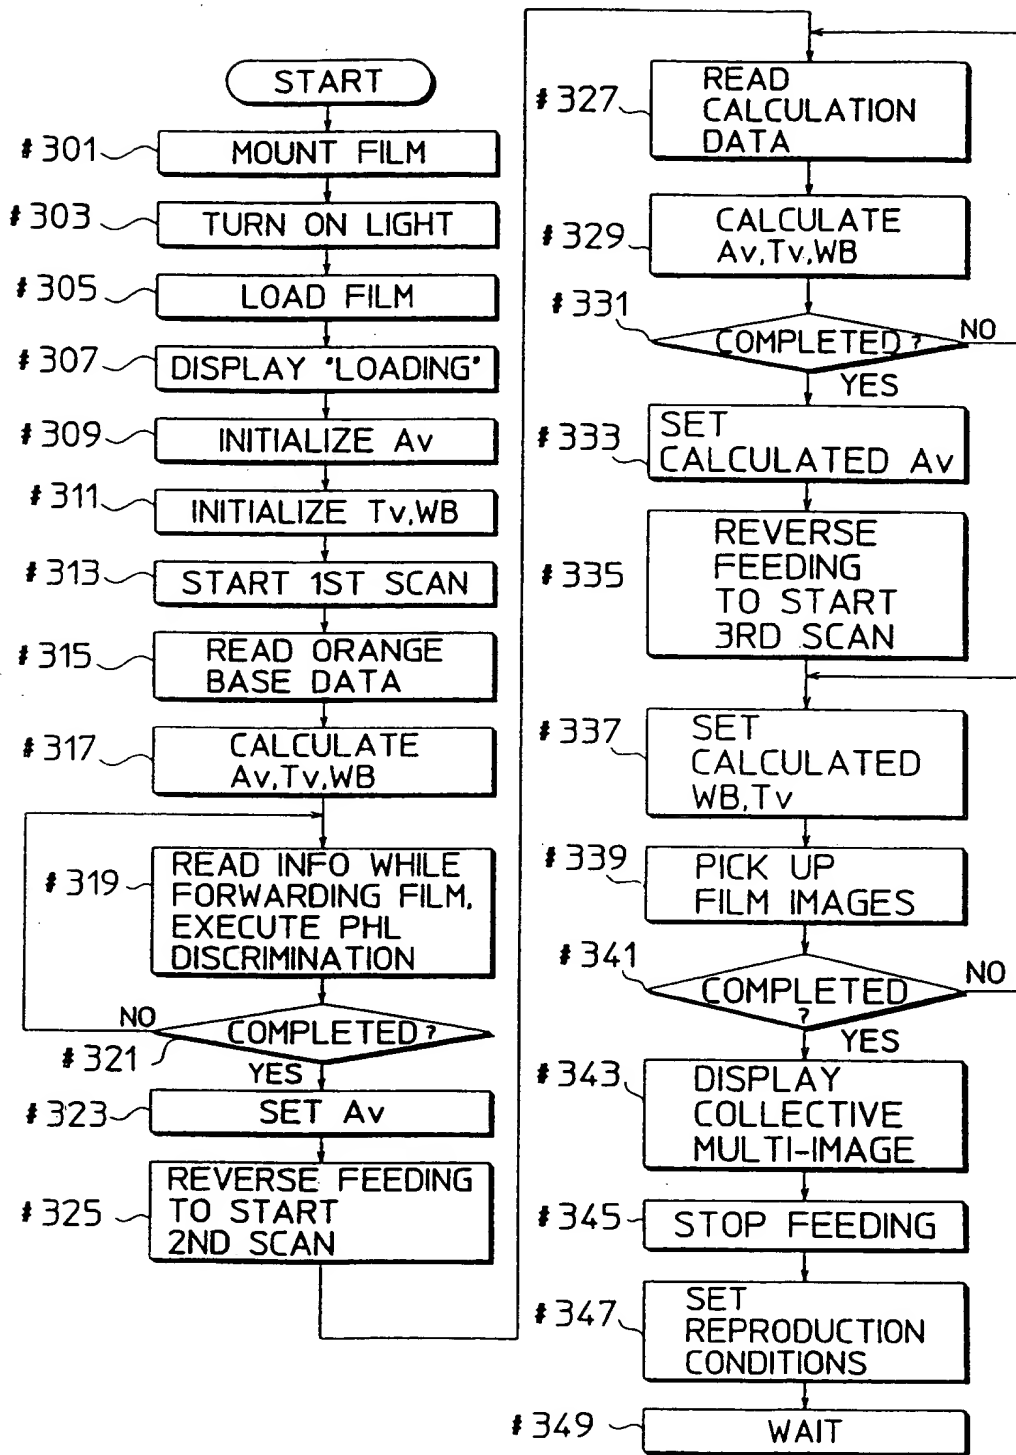 START
#301
MOUNT FILM
#303
TURN ON LIGHT
#305
LOAD FILM
#307
DISPLAY "LOADING"
#309
INITIALIZE Av
#311
INITIALIZE Tv,WB
#313
START 1ST SCAN
#315
READ ORANGE
BASE DATA
#317
CALCULATE
Av,Tv,WB
#319
READ INFO WHILE
FORWARDING FILM,
EXECUTE PHL
DISCRIMINATION
NO
COMPLETED?
#321
YES
#323
SET Av
#325
REVERSE FEEDING
TO START
2ND SCAN
#327
READ
CALCULATION
DATA
#329
CALCULATE
Av,Tv,WB
#331
COMPLETED?
NO
YES
#333
SET
CALCULATED Av
#335
REVERSE
FEEDING
TO START
3RD SCAN
#337
SET
CALCULATED
WB,Tv
#339
PICK UP
FILM IMAGES
#341
COMPLETED
?
NO
YES
#343
DISPLAY
COLLECTIVE
MULTI-IMAGE
#345
STOP FEEDING
#347
SET
REPRODUCTION
CONDITIONS
#349
WAIT